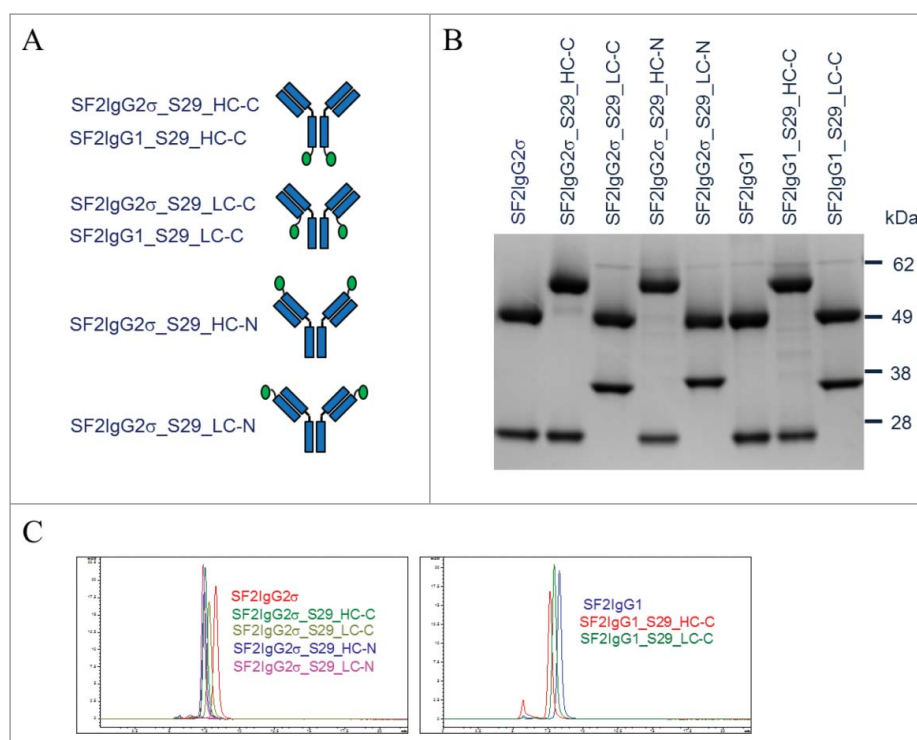 A
SF2IgG2σ_S29_HC-C
SF2IgG1_S29_HC-C
SF2IgG2σ_S29_LC-C
SF2IgG1_S29_LC-C
SF2IgG2σ_S29_HC-N
SF2IgG2σ_S29_LC-N
B
SF2IgG2σ
SF2IgG2σ_S29_HC-C
SF2IgG2σ_S29_LC-C
SF2IgG2σ_S29_HC-N
SF2IgG2σ_S29_LC-N
SF2IgG1
SF2IgG1_S29_HC-C
SF2IgG1_S29_LC-C
kDa
62
49
38
28
C
SF2IgG2σ
SF2IgG2σ_S29_HC-C
SF2IgG2σ_S29_LC-C
SF2IgG2σ_S29_HC-N
SF2IgG2σ_S29_LC-N
SF2IgG1
SF2IgG1_S29_HC-C
SF2IgG1_S29_LC-C